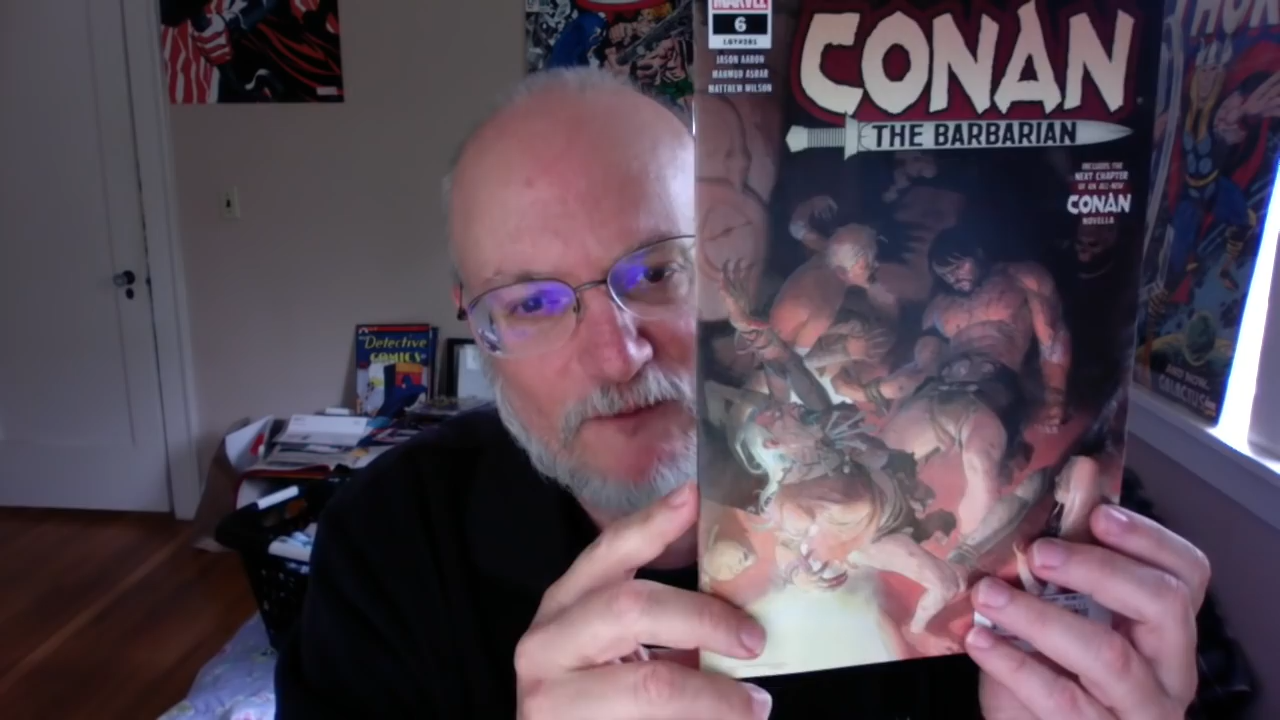 MARVEL
6
LGY#281
JASON AARON
MAHMUD ASRAR
MATTHEW WILSON
CONAN
THE BARBARIAN
INCLUDES THE
NEXT CHAPTER
OF AN ALL-NEW
CONAN
NOVELLA
Detective
COMICS
THOR
AND NOW..
GALACTUS!